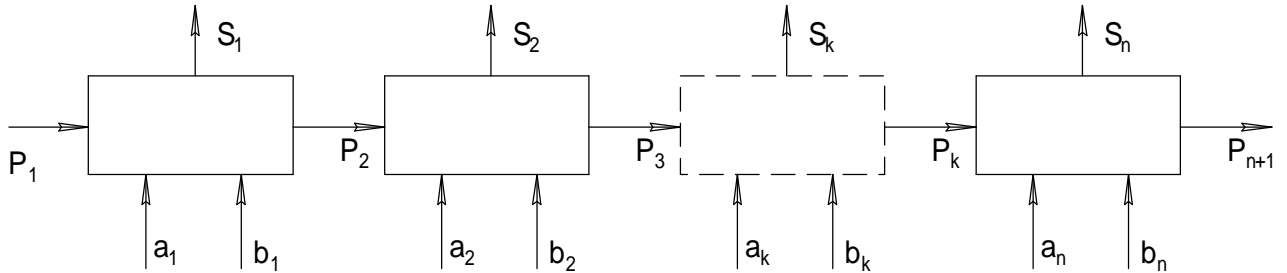 S₁ S₂ Sₖ Sₙ
P₁ P₂ P₃ Pₖ Pₙ₊₁
a₁ b₁ a₂ b₂ aₖ bₖ aₙ bₙ